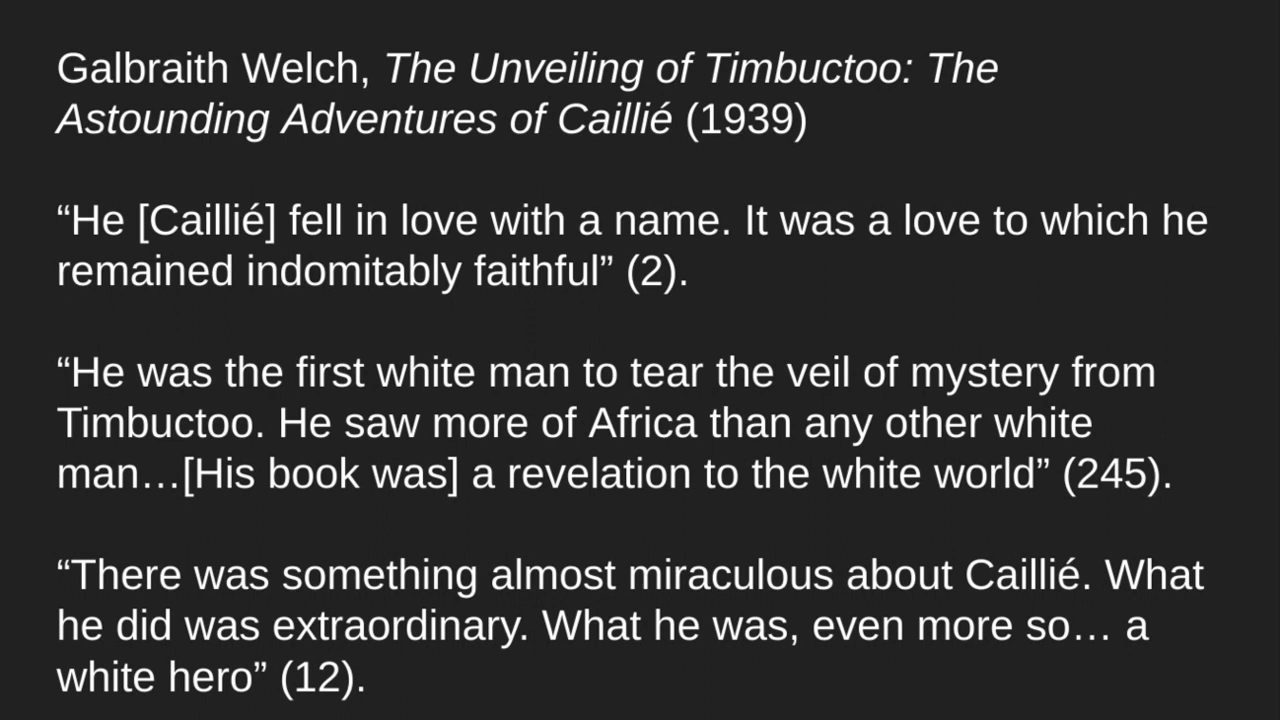 Galbraith Welch, The Unveiling of Timbuctoo: The
Astounding Adventures of Caillié (1939)
“He [Caillié] fell in love with a name. It was a love to which he
remained indomitably faithful” (2).
“He was the first white man to tear the veil of mystery from
Timbuctoo. He saw more of Africa than any other white
man…[His book was] a revelation to the white world” (245).
“There was something almost miraculous about Caillié. What
he did was extraordinary. What he was, even more so… a
white hero” (12).